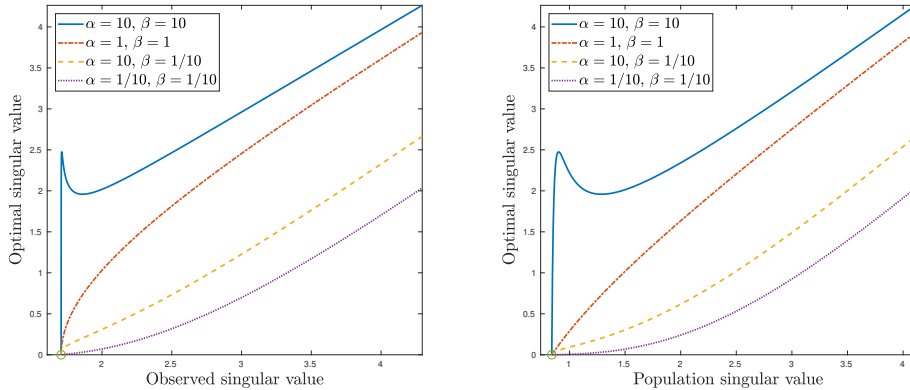 α = 10, β = 10
α = 1, β = 1
α = 10, β = 1/10
α = 1/10, β = 1/10
Optimal singular value
4
3.5
3
2.5
2
1.5
1
0.5
0
2 2.5 3 3.5 4
Observed singular value
α = 10, β = 10
α = 1, β = 1
α = 10, β = 1/10
α = 1/10, β = 1/10
Optimal singular value
4
3.5
3
2.5
2
1.5
1
0.5
0
1 1.5 2 2.5 3 3.5 4
Population singular value